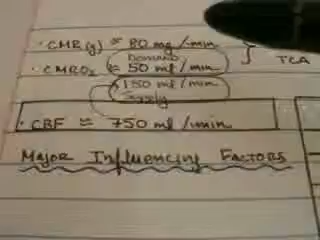 · CMR(g) ≈ 80 mg/min
Demand
· CMRO₂ ≈ 50 ml/min } TCA
150 ml/min
Supply
· CBF ≈ 750 ml/min
Major Influencing Factors